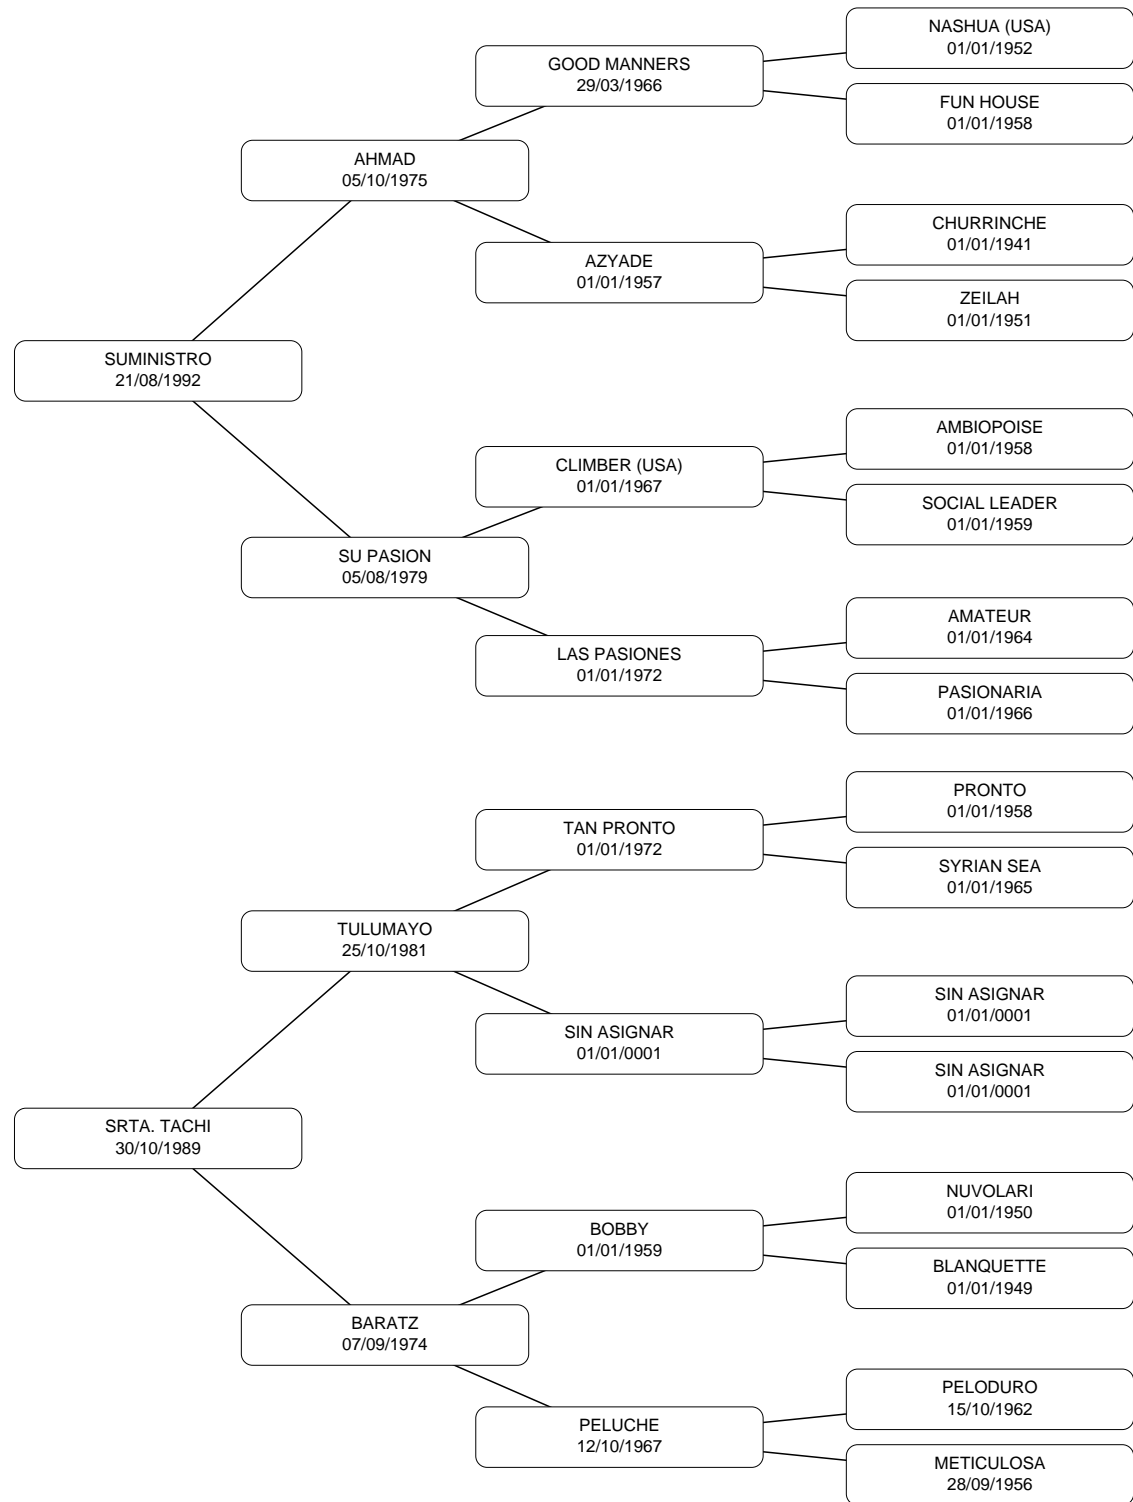 NASHUA (USA)
01/01/1952
GOOD MANNERS
29/03/1966
FUN HOUSE
01/01/1958
AHMAD
05/10/1975
CHURRINCHE
01/01/1941
AZYADE
01/01/1957
ZEILAH
01/01/1951
SUMINISTRO
21/08/1992
AMBIOPOISE
01/01/1958
CLIMBER (USA)
01/01/1967
SOCIAL LEADER
01/01/1959
SU PASION
05/08/1979
AMATEUR
01/01/1964
LAS PASIONES
01/01/1972
PASIONARIA
01/01/1966
PRONTO
01/01/1958
TAN PRONTO
01/01/1972
SYRIAN SEA
01/01/1965
TULUMAYO
25/10/1981
SIN ASIGNAR
01/01/0001
SIN ASIGNAR
01/01/0001
SIN ASIGNAR
01/01/0001
SRTA. TACHI
30/10/1989
NUVOLARI
01/01/1950
BOBBY
01/01/1959
BLANQUETTE
01/01/1949
BARATZ
07/09/1974
PELODURO
15/10/1962
PELUCHE
12/10/1967
METICULOSA
28/09/1956